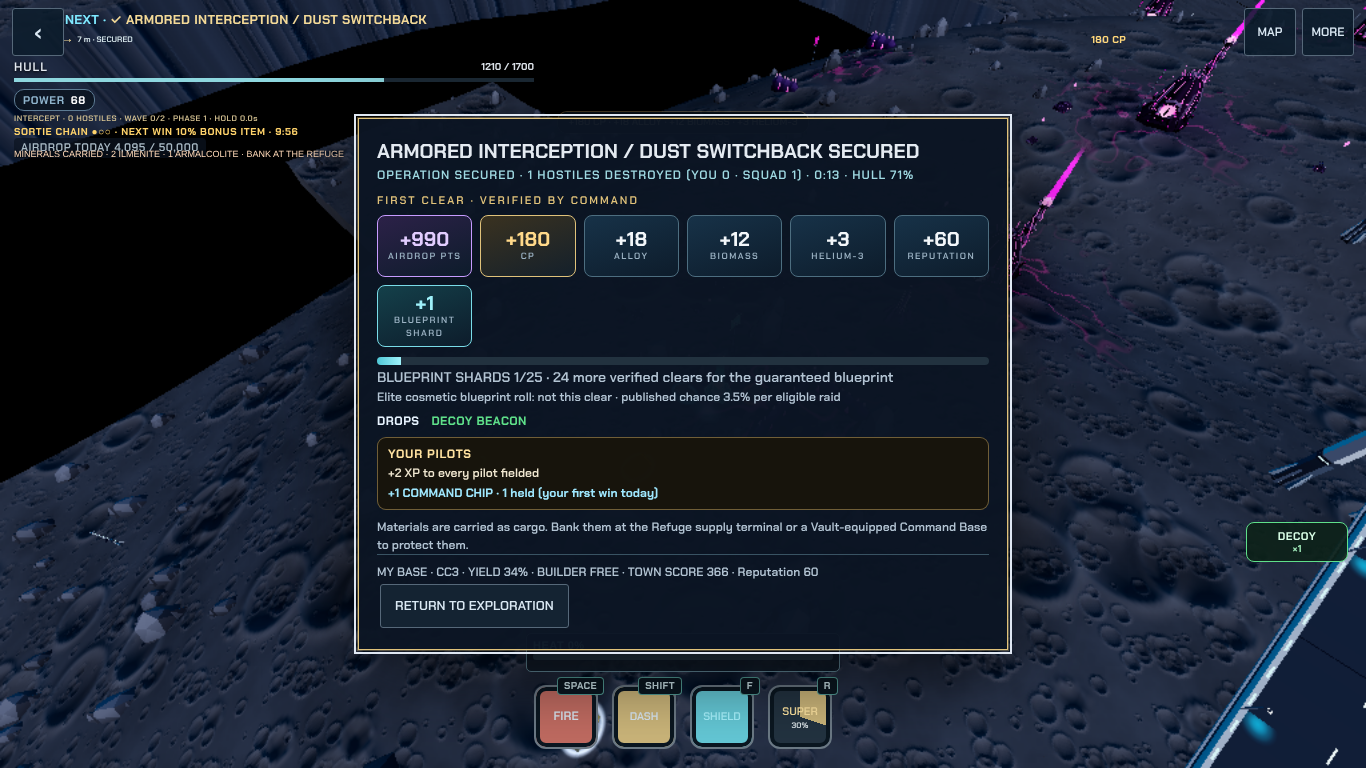 ‹
NEXT · ✓ ARMORED INTERCEPTION / DUST SWITCHBACK
→ 7 m · SECURED
HULL
1210 / 1700
POWER 68
INTERCEPT · 0 HOSTILES · WAVE 0/2 · PHASE 1 · HOLD 0.0s
SORTIE CHAIN ●○○ · NEXT WIN 10% BONUS ITEM · 9:56
AIRDROP TODAY 4,095 / 50,000
MINERALS CARRIED · 2 ILMENITE · 1 ARMALCOLITE · BANK AT THE REFUGE
180 CP
MAP
MORE
ARMORED INTERCEPTION / DUST SWITCHBACK SECURED
OPERATION SECURED · 1 HOSTILES DESTROYED (YOU 0 · SQUAD 1) · 0:13 · HULL 71%
FIRST CLEAR · VERIFIED BY COMMAND
+990
AIRDROP PTS
+180
CP
+18
ALLOY
+12
BIOMASS
+3
HELIUM-3
+60
REPUTATION
+1
BLUEPRINT
SHARD
BLUEPRINT SHARDS 1/25 · 24 more verified clears for the guaranteed blueprint
Elite cosmetic blueprint roll: not this clear · published chance 3.5% per eligible raid
DROPS DECOY BEACON
YOUR PILOTS
+2 XP to every pilot fielded
+1 COMMAND CHIP · 1 held (your first win today)
Materials are carried as cargo. Bank them at the Refuge supply terminal or a Vault-equipped Command Base
to protect them.
MY BASE · CC3 · YIELD 34% · BUILDER FREE · TOWN SCORE 366 · Reputation 60
RETURN TO EXPLORATION
DECOY
×1
SPACE
FIRE
SHIFT
DASH
F
SHIELD
R
SUPER
30%